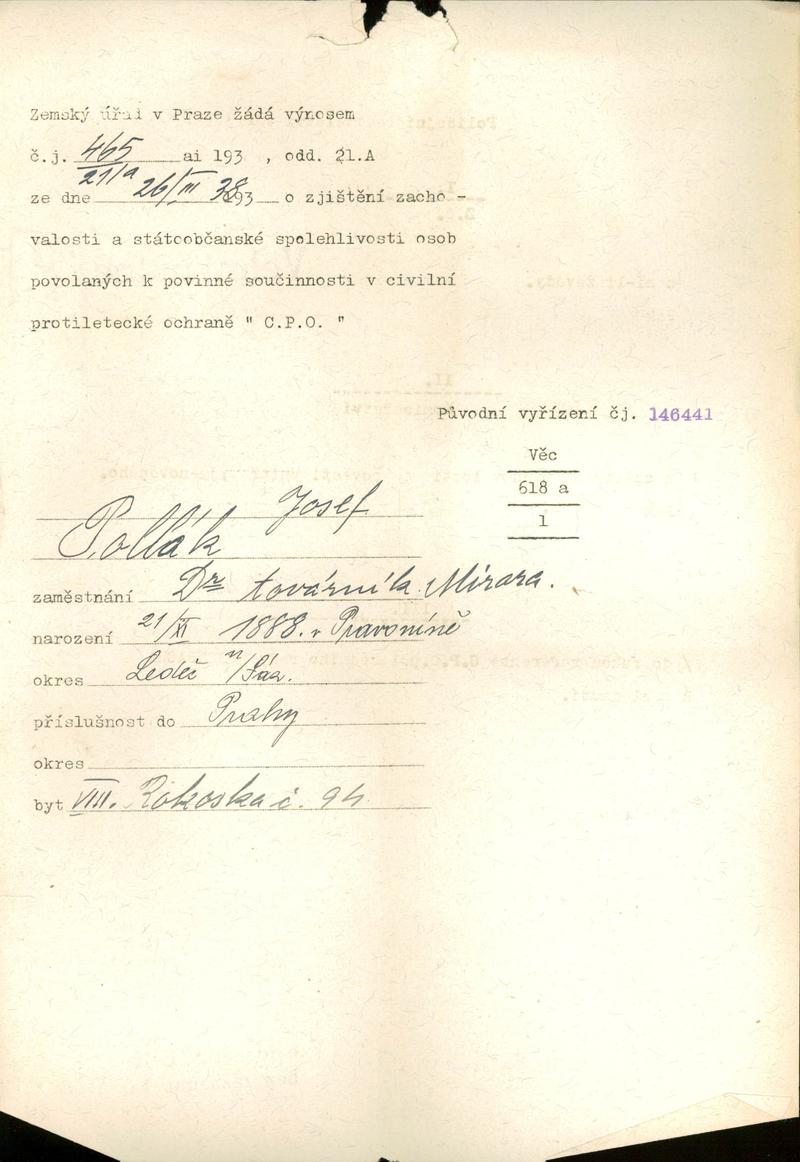 Zemský úřad v Praze žádá výnosem
č.j. 465 ai 193 , odd. 21.A
21/a
ze dne 26/III 38 193 o zjištění zacho -
valosti a státoobčanské spolehlivosti osob
povolaných k povinné součinnosti v civilní
protiletecké ochraně " C.P.O. "
Původní vyřízení čj. 146441
Věc
618 a
1
Josef
Pollák
zaměstnání Dr továrník Mirora.
narození 21/XI 1888. v Pravoníně
okres Ledeč n/Sáz.
příslušnost do Prahy
okres
byt VIII. Rokoska č. 94